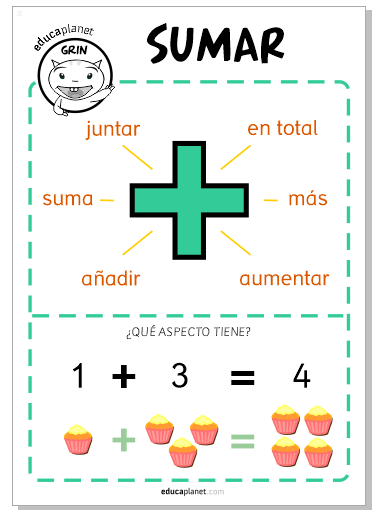 educaplanet
GRIN
SUMAR
juntar
en total
suma
más
añadir
aumentar
¿QUÉ ASPECTO TIENE?
1 + 3 = 4
+ =
educaplanet.com